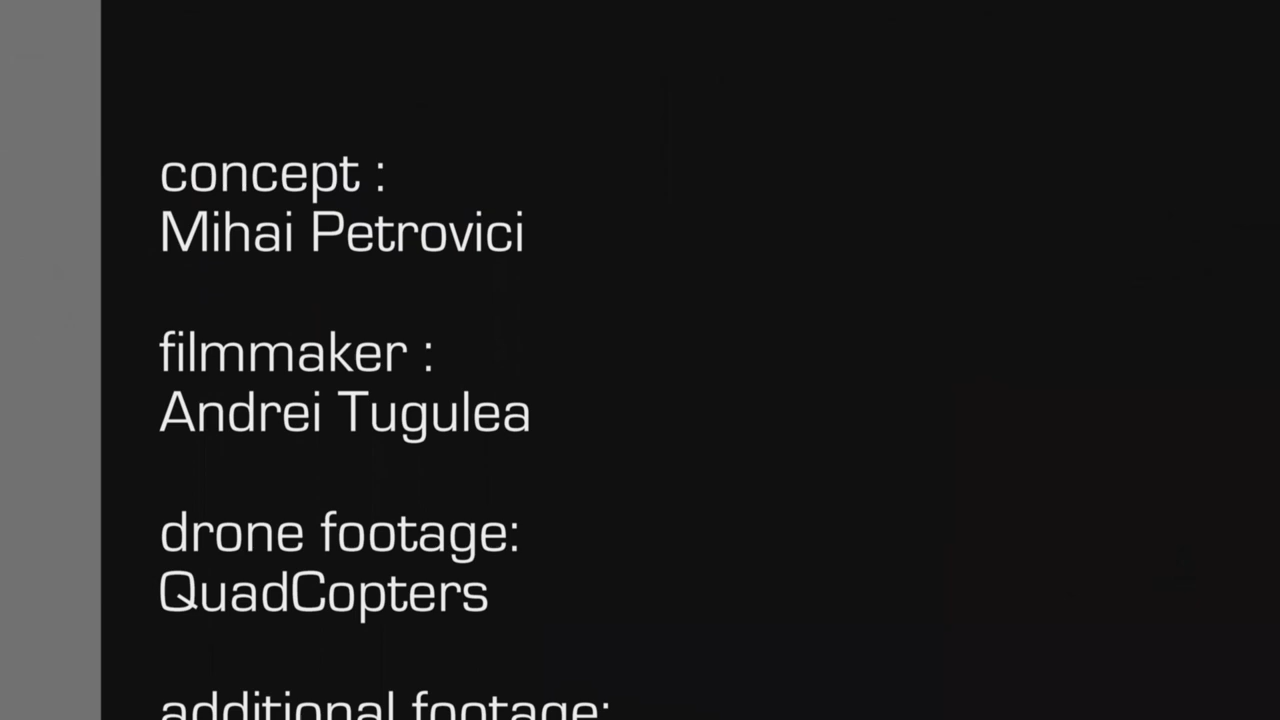 concept :
Mihai Petrovici
filmmaker :
Andrei Tugulea
drone footage:
QuadCopters
additional footage: